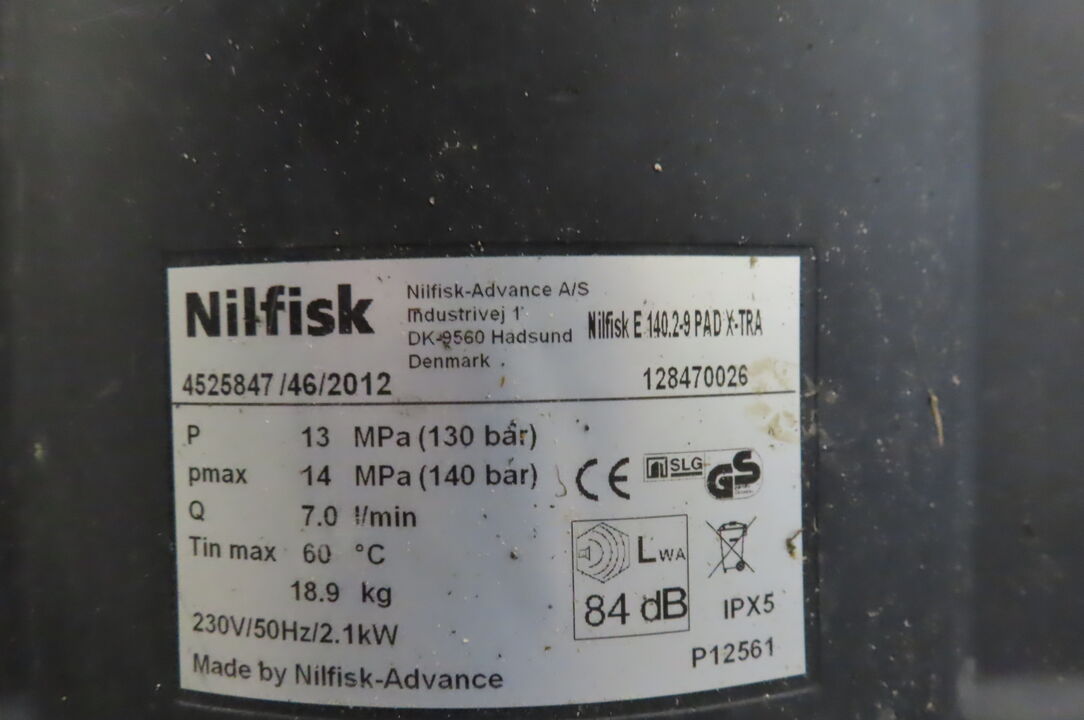 Nilfisk
Nilfisk-Advance A/S
Industrivej 1
DK-9560 Hadsund
Denmark
Nilfisk E 140.2-9 PAD X-TRA
4525847 /46/2012
128470026
P 13 MPa (130 bar)
pmax 14 MPa (140 bar)
Q 7.0 l/min
Tin max 60 °C
18.9 kg
230V/50Hz/2.1kW
Made by Nilfisk-Advance
CE
SLG
GS
LWA
84 dB
IPX5
P12561